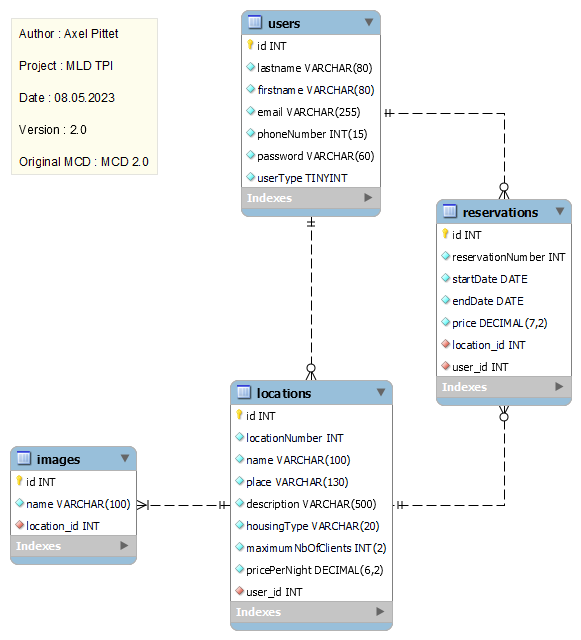 Author : Axel Pittet
Project : MLD TPI
Date : 08.05.2023
Version : 2.0
Original MCD : MCD 2.0
users
id INT
lastname VARCHAR(80)
firstname VARCHAR(80)
email VARCHAR(255)
phoneNumber INT(15)
password VARCHAR(60)
userType TINYINT
Indexes
reservations
id INT
reservationNumber INT
startDate DATE
endDate DATE
price DECIMAL(7,2)
location_id INT
user_id INT
Indexes
locations
id INT
locationNumber INT
name VARCHAR(100)
place VARCHAR(130)
description VARCHAR(500)
housingType VARCHAR(20)
maximumNbOfClients INT(2)
pricePerNight DECIMAL(6,2)
user_id INT
Indexes
images
id INT
name VARCHAR(100)
location_id INT
Indexes